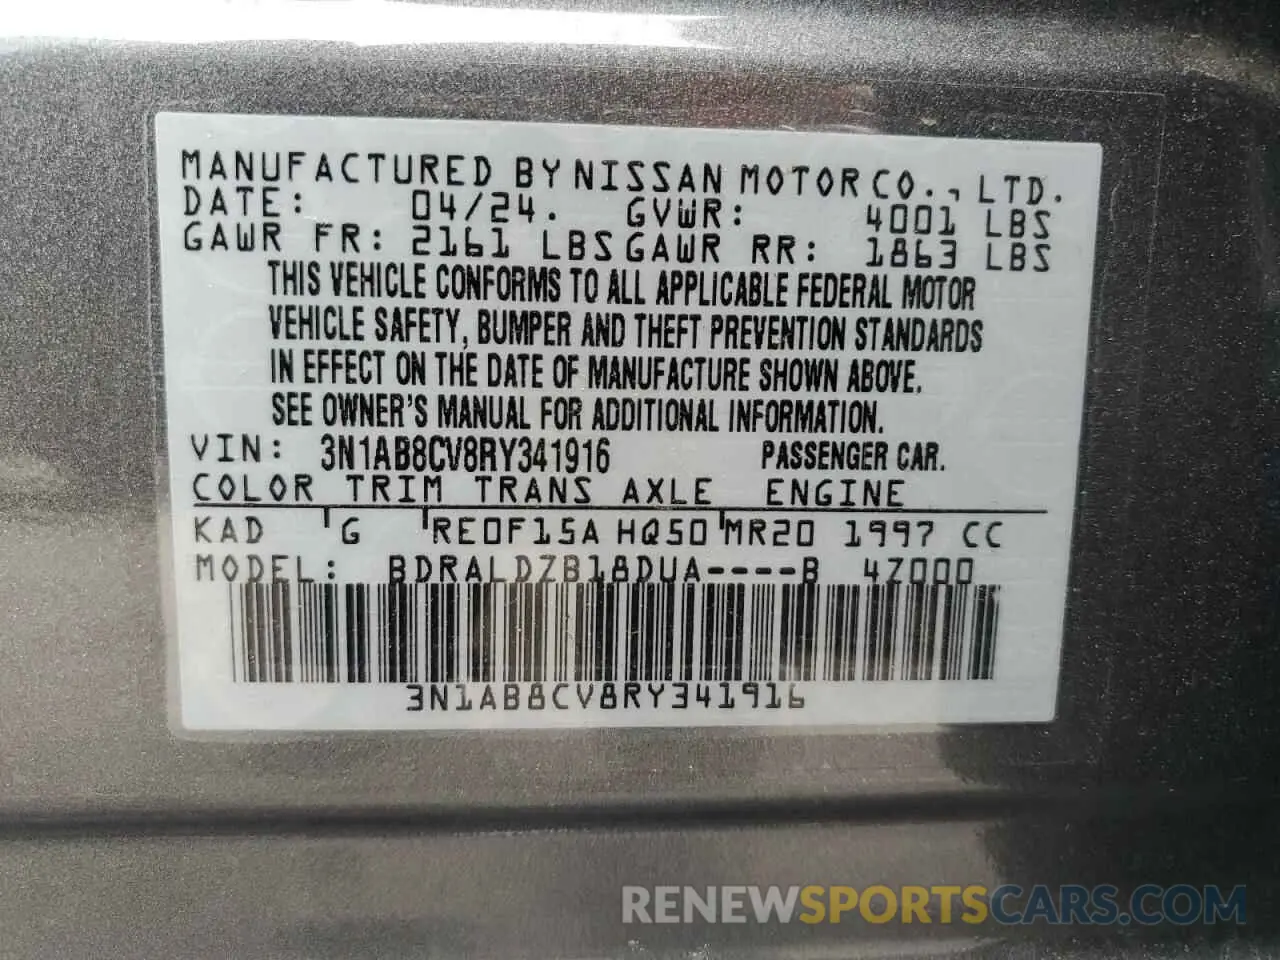 MANUFACTURED BY NISSAN MOTOR CO., LTD.
DATE: 04/24. GVWR: 4001 LBS
GAWR FR: 2161 LBS GAWR RR: 1863 LBS
THIS VEHICLE CONFORMS TO ALL APPLICABLE FEDERAL MOTOR
VEHICLE SAFETY, BUMPER AND THEFT PREVENTION STANDARDS
IN EFFECT ON THE DATE OF MANUFACTURE SHOWN ABOVE.
SEE OWNER'S MANUAL FOR ADDITIONAL INFORMATION.
VIN: 3N1AB8CV8RY341916 PASSENGER CAR.
COLOR TRIM TRANS AXLE ENGINE
KAD G RE0F15A HQ50 MR20 1997 CC
MODEL: BDRALDZB18DUA----B 4Z000
3N1AB8CV8RY341916
RENEWSPORTSCARS.COM